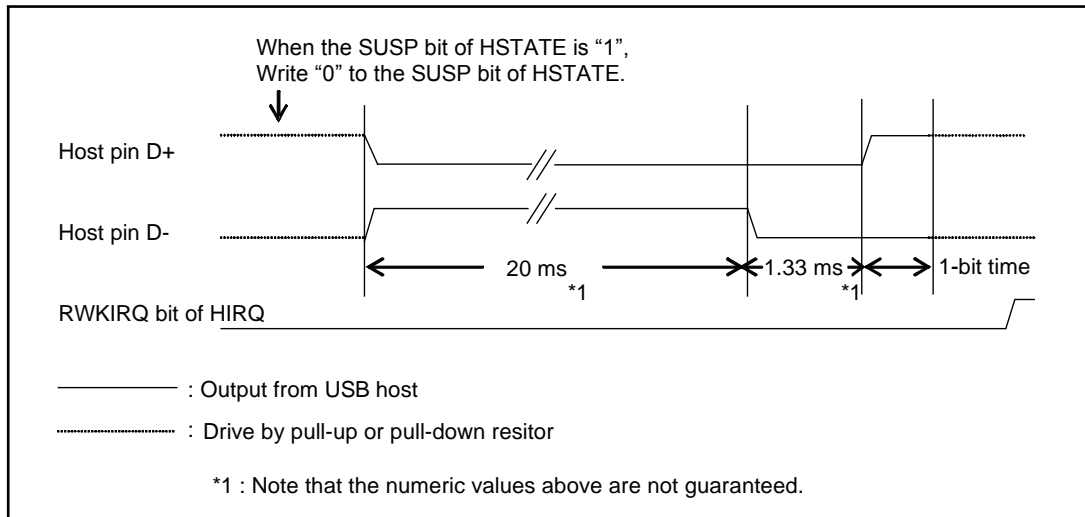 When the SUSP bit of HSTATE is “1”,
Write “0” to the SUSP bit of HSTATE.
Host pin D+
Host pin D-
20 ms
*1
1.33 ms
*1
1-bit time
RWKIRQ bit of HIRQ
: Output from USB host
: Drive by pull-up or pull-down resitor
*1 : Note that the numeric values above are not guaranteed.